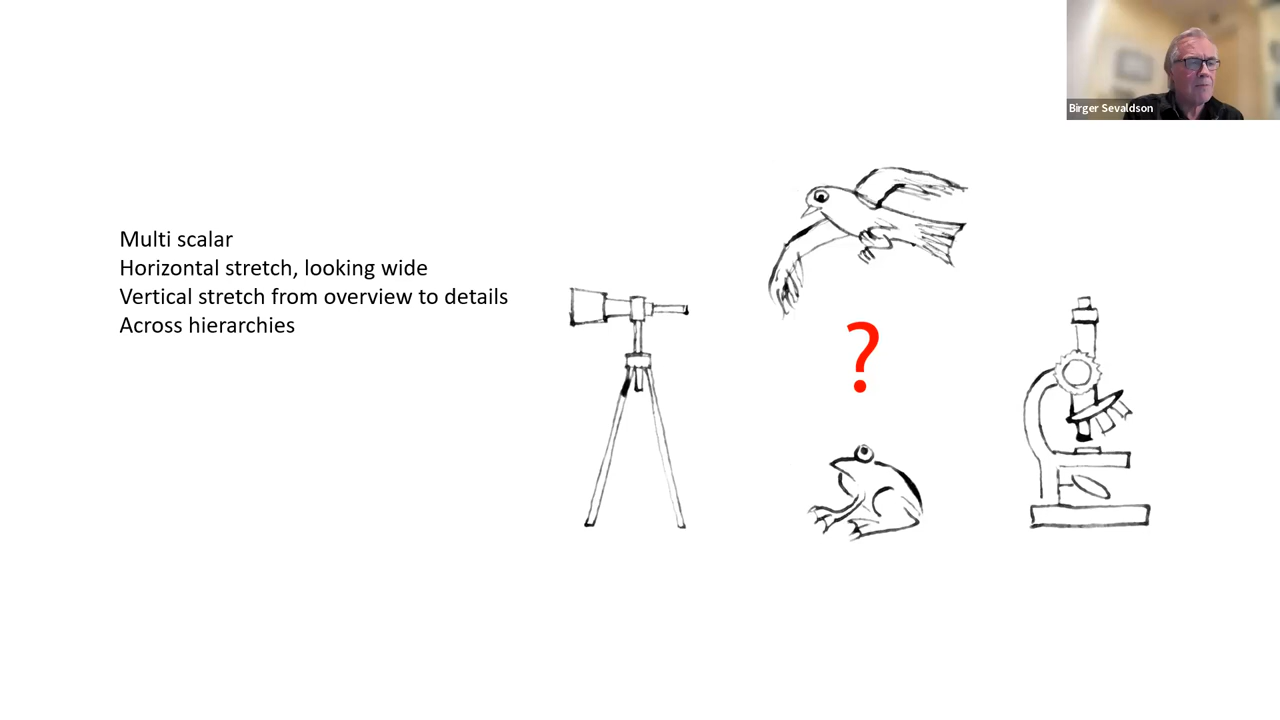 Birger Sevaldson
Multi scalar
Horizontal stretch, looking wide
Vertical stretch from overview to details
Across hierarchies
?